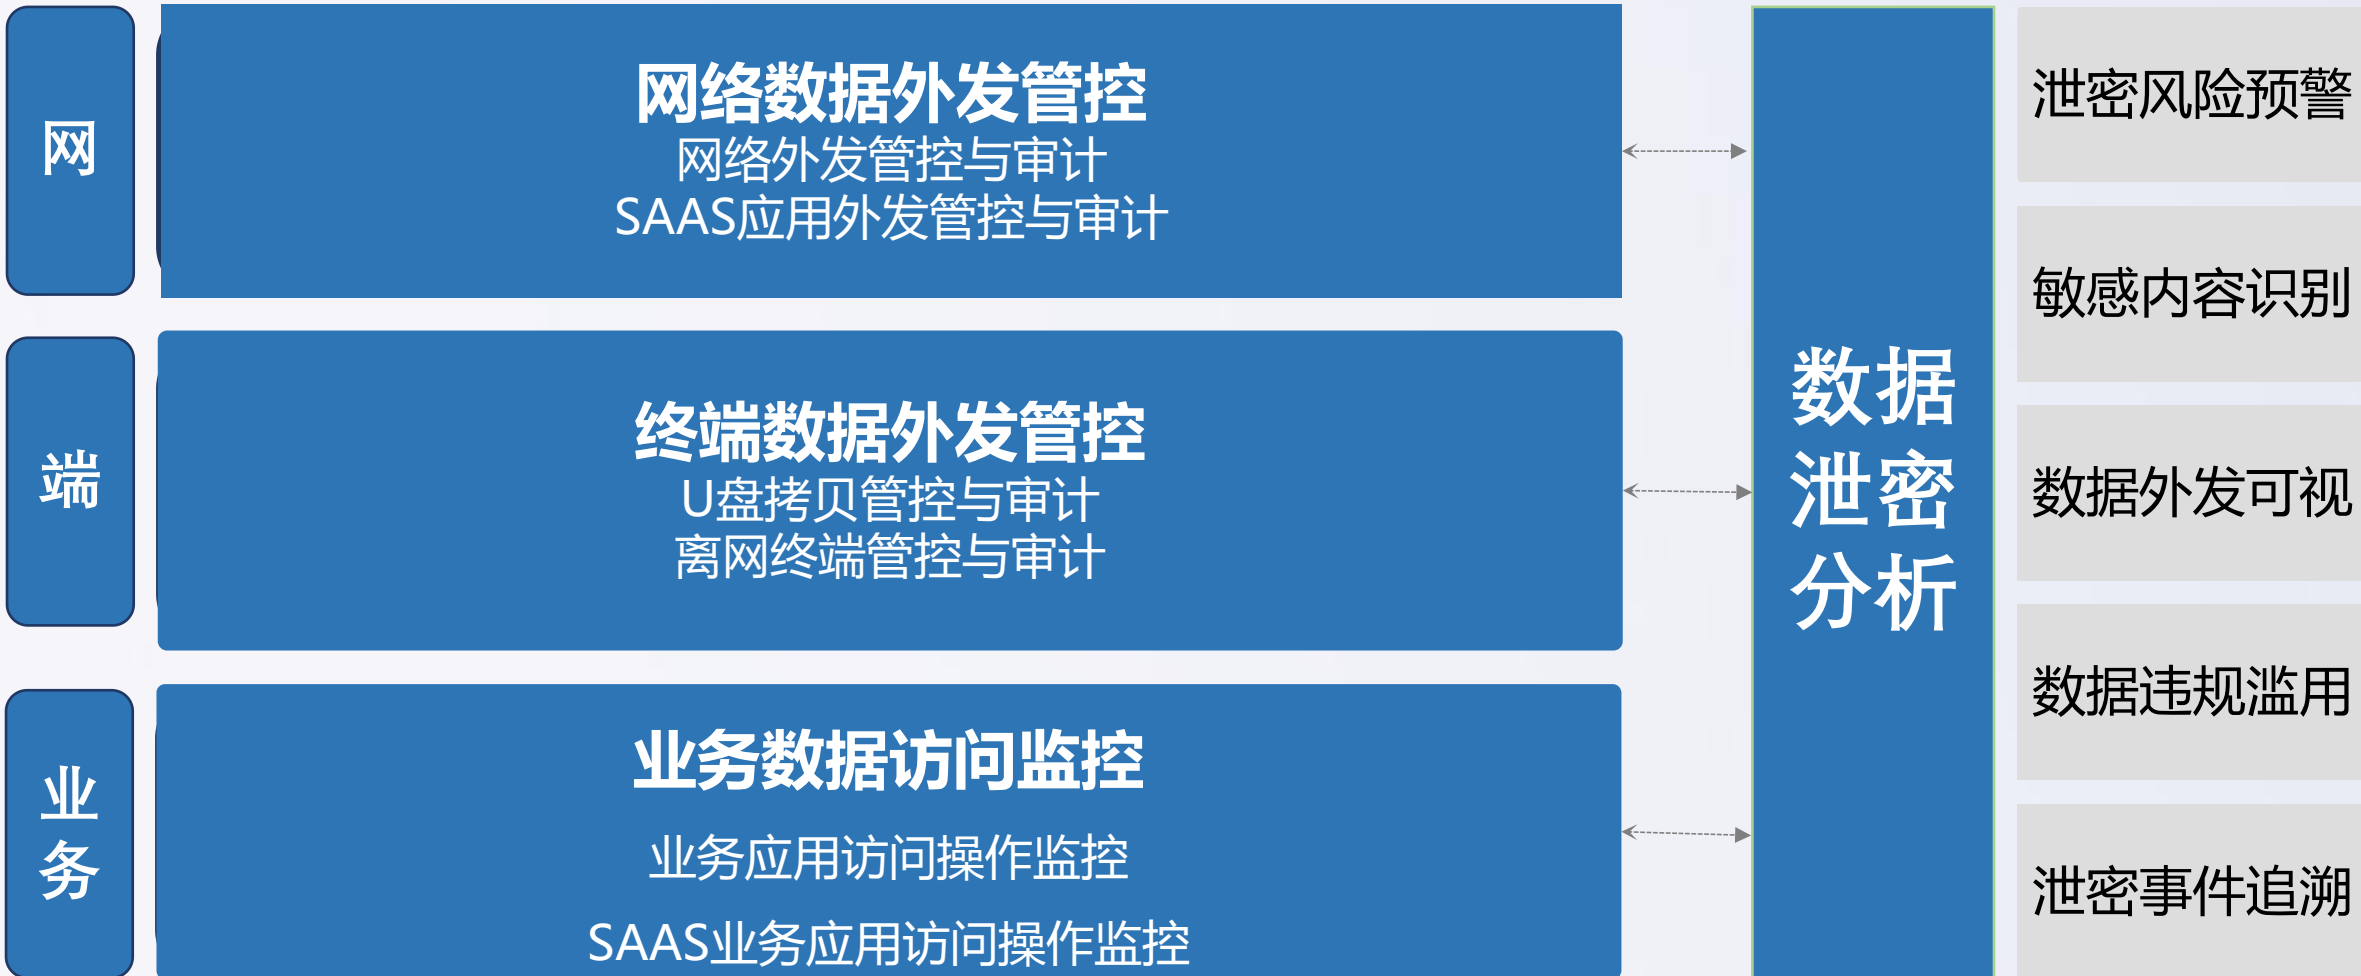 网
网络数据外发管控
网络外发管控与审计
SAAS应用外发管控与审计
端
终端数据外发管控
U盘拷贝管控与审计
离网终端管控与审计
业
务
业务数据访问监控
业务应用访问操作监控
SAAS业务应用访问操作监控
数据
泄密
分析
泄密风险预警
敏感内容识别
数据外发可视
数据违规滥用
泄密事件追溯